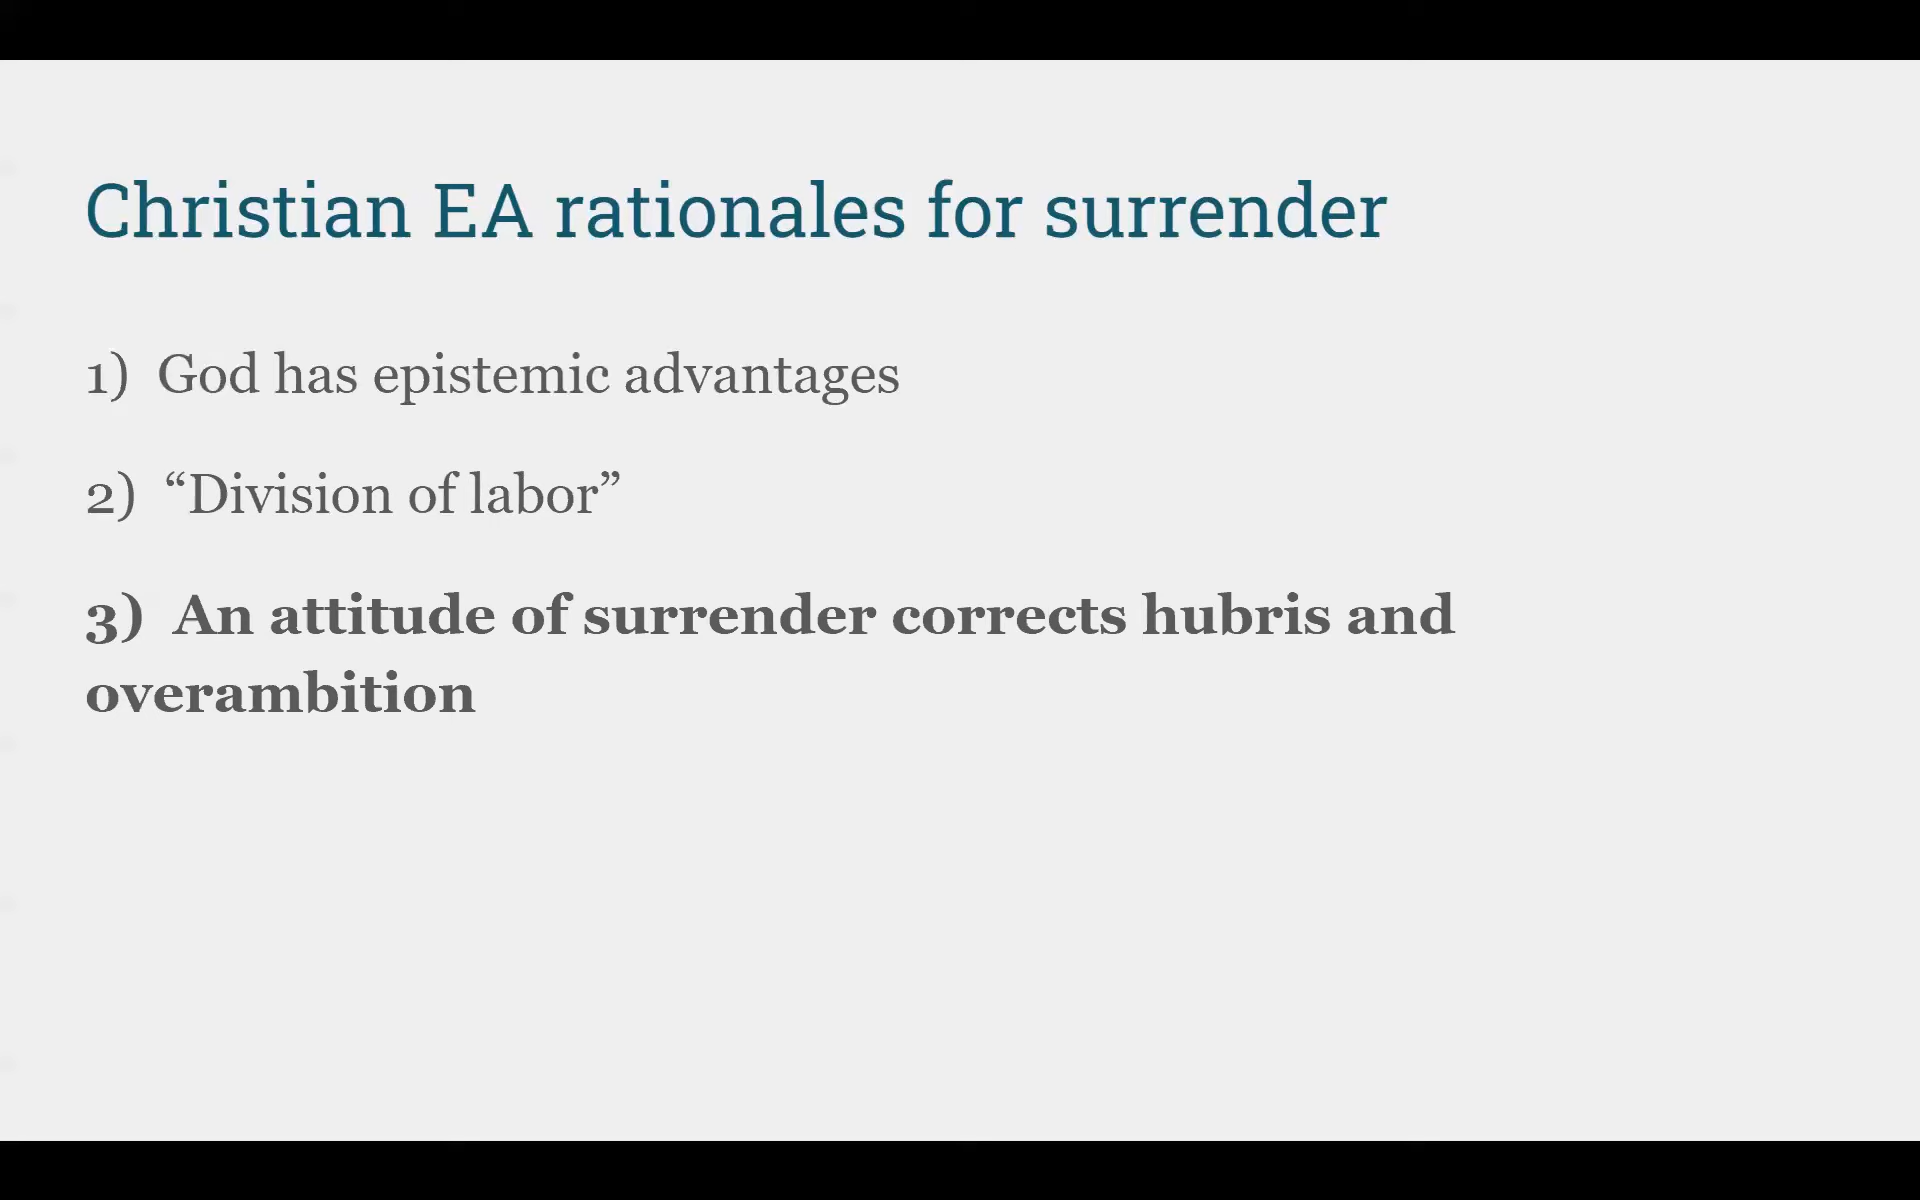 Christian EA rationales for surrender
1) God has epistemic advantages
2) “Division of labor”
3) An attitude of surrender corrects hubris and
overambition